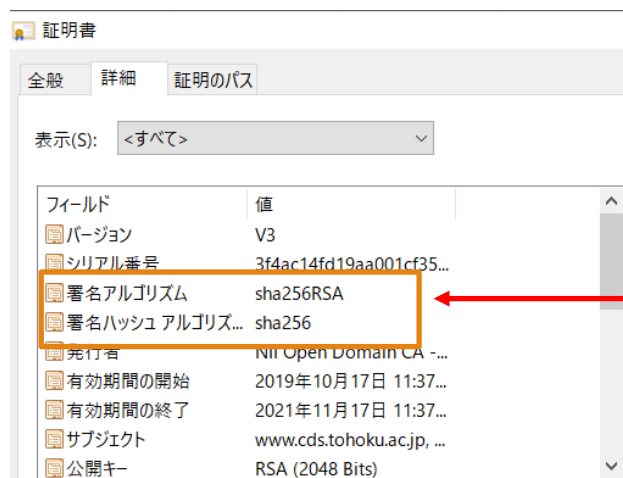 証明書
全般 詳細 証明のパス
表示(S): <すべて>
フィールド 値
バージョン V3
シリアル番号 3f4ac14fd19aa001cf35...
署名アルゴリズム sha256RSA
署名ハッシュ アルゴリズ... sha256
発行者 NII Open Domain CA -...
有効期間の開始 2019年10月17日 11:37...
有効期間の終了 2021年11月17日 11:37...
サブジェクト www.cds.tohoku.ac.jp, ...
公開キー RSA (2048 Bits)